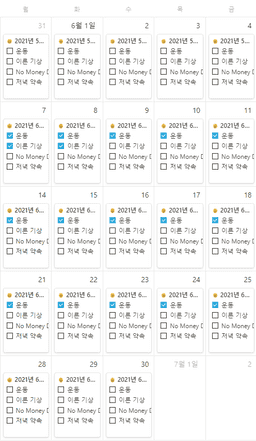 월 화 수 목 금
31 6월 1일 2 3 4
2021년 5... 2021년 5... 2021년 5... 2021년 5... 2021년 5...
운동 운동 운동 운동 운동
이른 기상 이른 기상 이른 기상 이른 기상 이른 기상
No Money D No Money D No Money D No Money D No Money D
저녁 약속 저녁 약속 저녁 약속 저녁 약속 저녁 약속
7 8 9 10 11
2021년 6... 2021년 6... 2021년 6... 2021년 6... 2021년 6...
운동 운동 운동 운동 운동
이른 기상 이른 기상 이른 기상 이른 기상 이른 기상
No Money D No Money D No Money D No Money D No Money D
저녁 약속 저녁 약속 저녁 약속 저녁 약속 저녁 약속
14 15 16 17 18
2021년 6... 2021년 6... 2021년 6... 2021년 6... 2021년 6...
운동 운동 운동 운동 운동
이른 기상 이른 기상 이른 기상 이른 기상 이른 기상
No Money D No Money D No Money D No Money D No Money D
저녁 약속 저녁 약속 저녁 약속 저녁 약속 저녁 약속
21 22 23 24 25
2021년 6... 2021년 6... 2021년 6... 2021년 6... 2021년 6...
운동 운동 운동 운동 운동
이른 기상 이른 기상 이른 기상 이른 기상 이른 기상
No Money D No Money D No Money D No Money D No Money D
저녁 약속 저녁 약속 저녁 약속 저녁 약속 저녁 약속
28 29 30 7월 1일 2
2021년 6... 2021년 6... 2021년 6...
운동 운동 운동
이른 기상 이른 기상 이른 기상
No Money D No Money D No Money D
저녁 약속 저녁 약속 저녁 약속